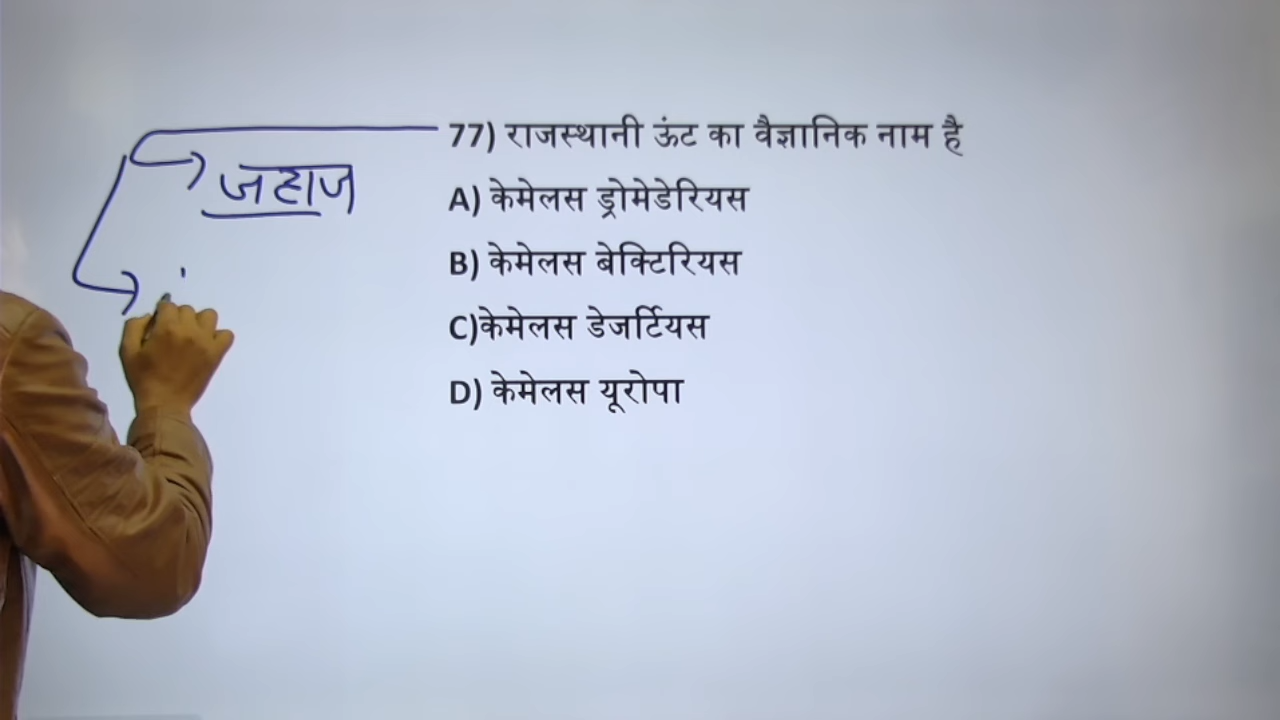 77) राजस्थानी ऊंट का वैज्ञानिक नाम है
जहाज
A) केमेलस ड्रोमेडेरियस
B) केमेलस बेक्टिरियस
C)केमेलस डेजर्टियस
D) केमेलस यूरोपा